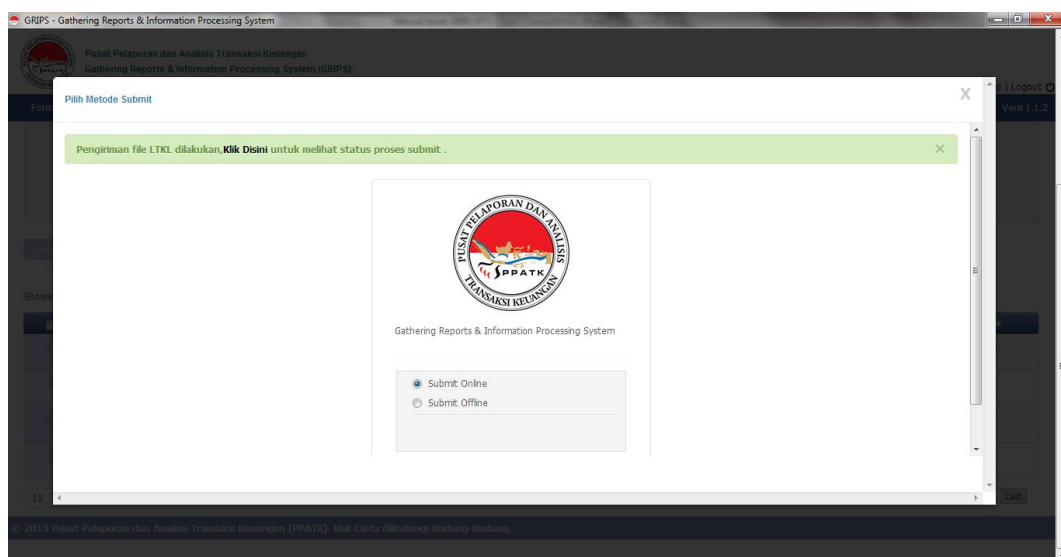 GRIPS - Gathering Reports & Information Processing System
Pusat Pelaporan dan Analisis Transaksi Keuangan
Gathering Reports & Information Processing System (GRIPS)
| Logout
Pilih Metode Submit
X
Versi 1.1.2
Pengiriman file LTKL dilakukan,Klik Disini untuk melihat status proses submit .
PUSAT PELAPORAN DAN ANALISIS
PPATK
TRANSAKSI KEUANGAN
Gathering Reports & Information Processing System
Submit Online
Submit Offline
10
Last
© 2013 Pusat Pelaporan dan Analisis Transaksi Keuangan (PPATK). Hak Cipta dilindungi Undang-Undang.